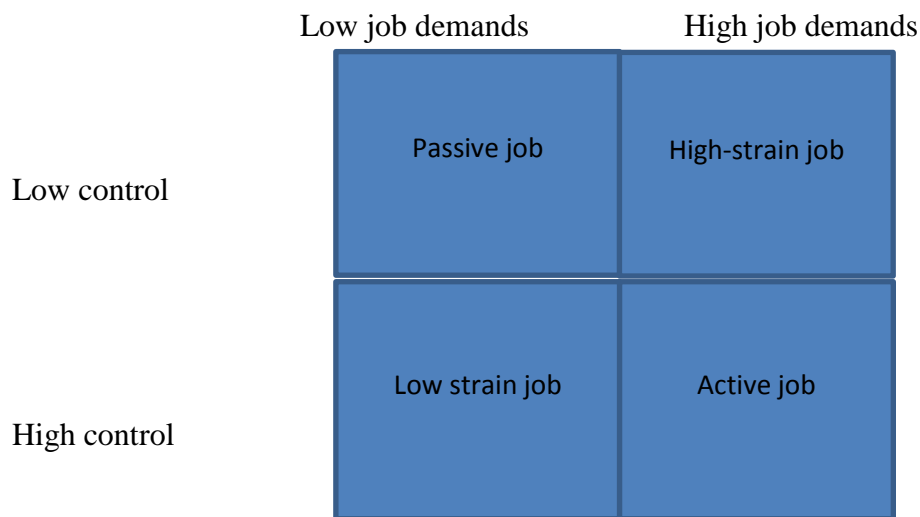 Low job demands High job demands
Passive job High-strain job
Low control
Low strain job Active job
High control